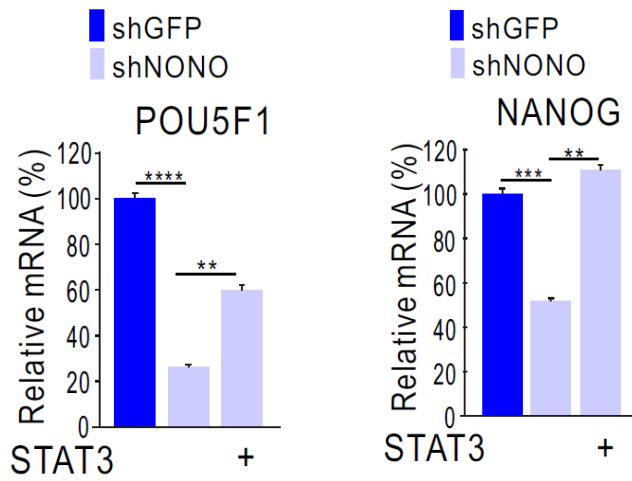 shGFP
shNONO
POU5F1
Relative mRNA (%)
120
100
80
60
40
20
0
****
**
STAT3 +
shGFP
shNONO
NANOG
Relative mRNA (%)
120
100
80
60
40
20
0
***
**
STAT3 +